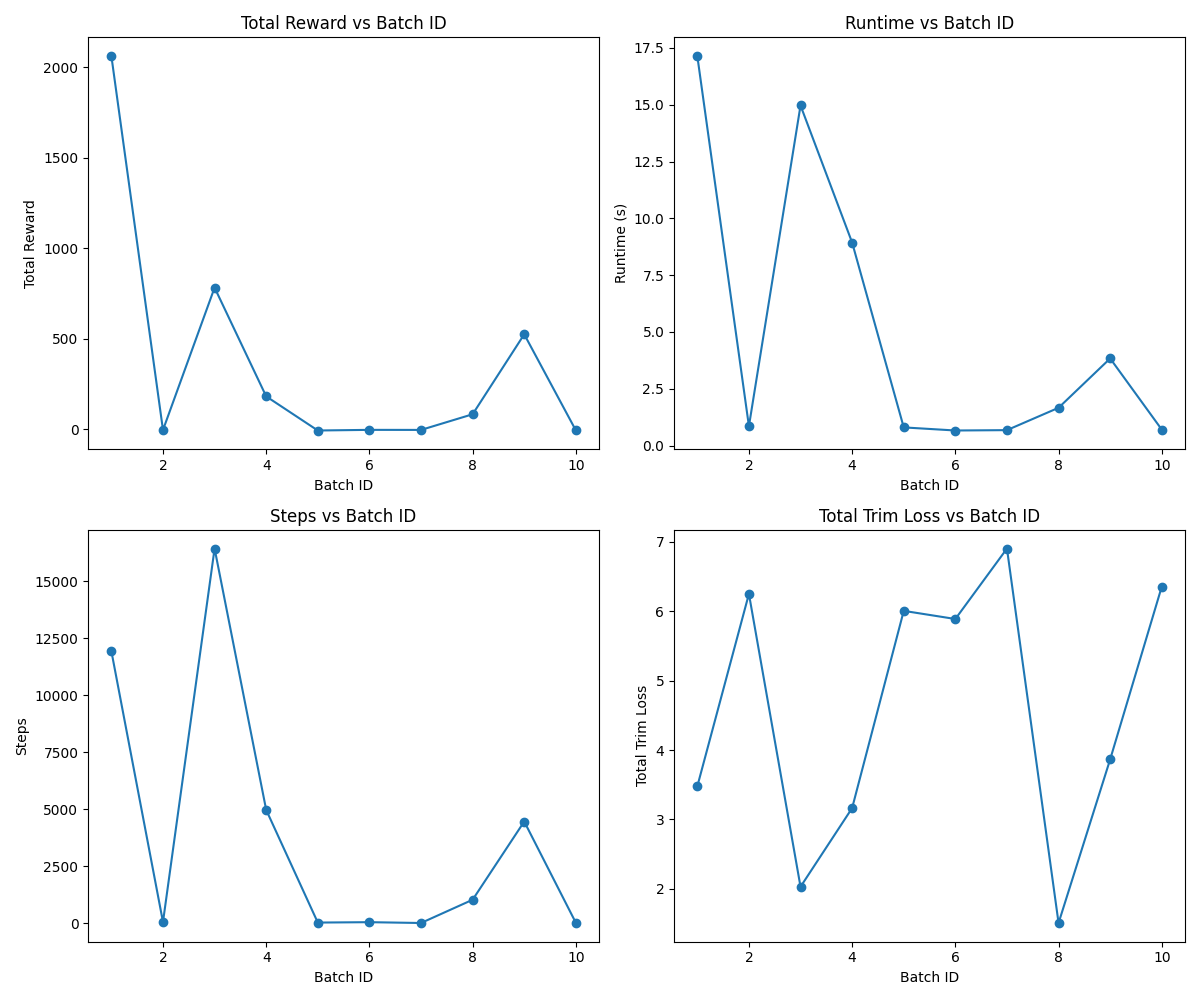 Total Reward vs Batch ID
Total Reward
2000
1500
1000
500
0
2 4 6 8 10
Batch ID
Runtime vs Batch ID
Runtime (s)
17.5
15.0
12.5
10.0
7.5
5.0
2.5
0.0
2 4 6 8 10
Batch ID
Steps vs Batch ID
Steps
15000
12500
10000
7500
5000
2500
0
2 4 6 8 10
Batch ID
Total Trim Loss vs Batch ID
Total Trim Loss
7
6
5
4
3
2
2 4 6 8 10
Batch ID